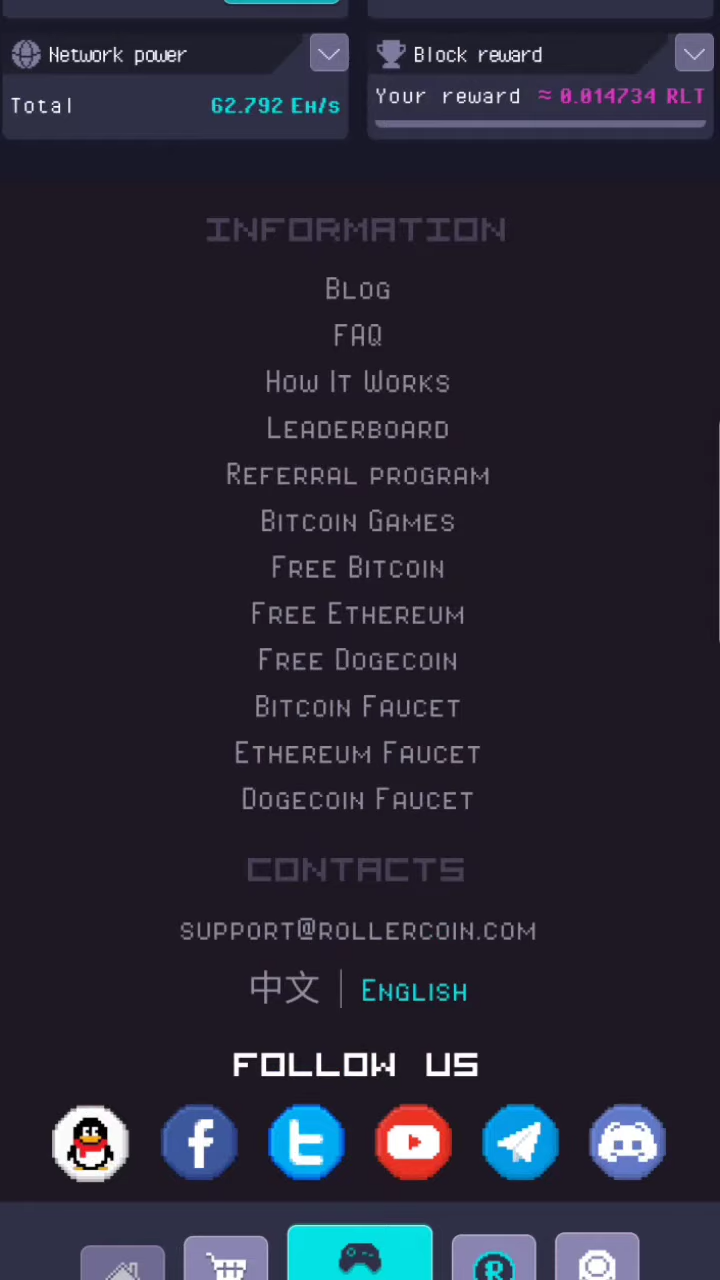 Network power
Total 62.792 EH/s
Block reward
Your reward ≈ 0.014734 RLT
INFORMATION
BLOG
FAQ
HOW IT WORKS
LEADERBOARD
REFERRAL PROGRAM
BITCOIN GAMES
FREE BITCOIN
FREE ETHEREUM
FREE DOGECOIN
BITCOIN FAUCET
ETHEREUM FAUCET
DOGECOIN FAUCET
CONTACTS
SUPPORT@ROLLERCOIN.COM
中文 | ENGLISH
FOLLOW US